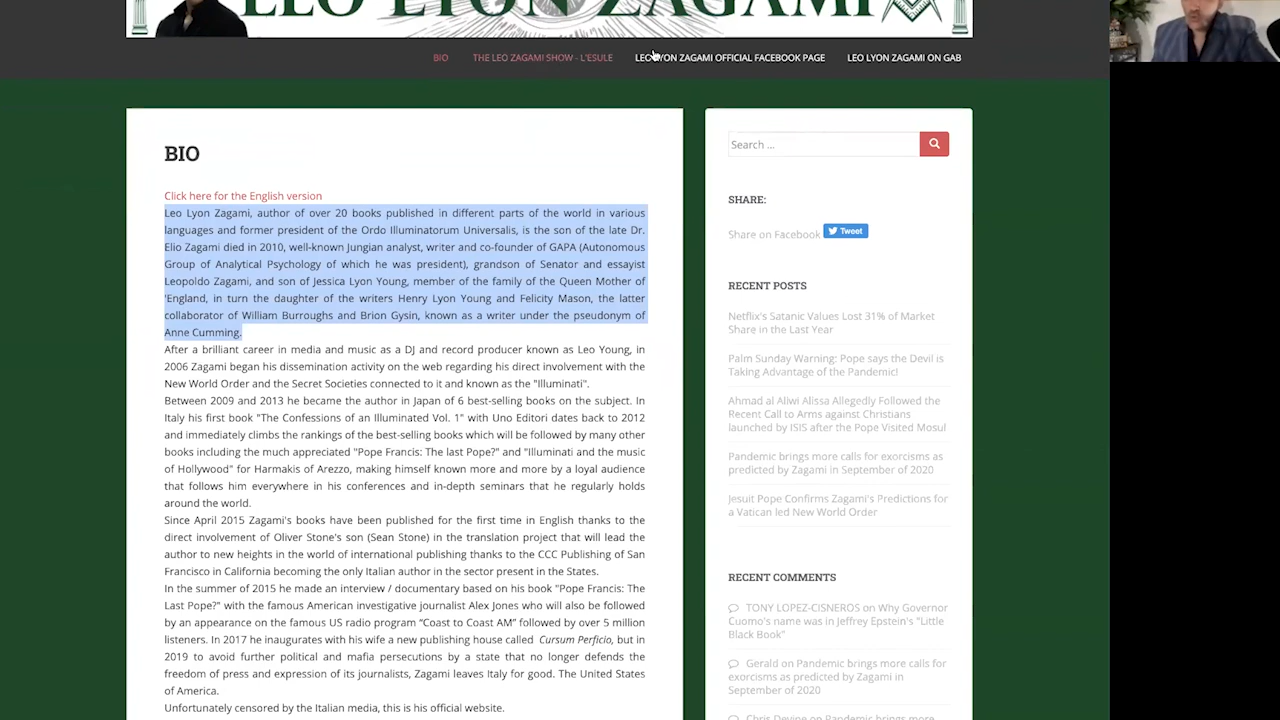 LEO LYON ZAGAMI
BIO
THE LEO ZAGAMI SHOW - L'ESULE
LEO LYON ZAGAMI OFFICIAL FACEBOOK PAGE
LEO LYON ZAGAMI ON GAB
BIO
Click here for the English version
Leo Lyon Zagami, author of over 20 books published in different parts of the world in various
languages and former president of the Ordo Illuminatorum Universalis, is the son of the late Dr.
Elio Zagami died in 2010, well-known Jungian analyst, writer and co-founder of GAPA (Autonomous
Group of Analytical Psychology of which he was president), grandson of Senator and essayist
Leopoldo Zagami, and son of Jessica Lyon Young, member of the family of the Queen Mother of
'England, in turn the daughter of the writers Henry Lyon Young and Felicity Mason, the latter
collaborator of William Burroughs and Brion Gysin, known as a writer under the pseudonym of
Anne Cumming.
After a brilliant career in media and music as a DJ and record producer known as Leo Young, in
2006 Zagami began his dissemination activity on the web regarding his direct involvement with the
New World Order and the Secret Societies connected to it and known as the "Illuminati".
Between 2009 and 2013 he became the author in Japan of 6 best-selling books on the subject. In
Italy his first book "The Confessions of an Illuminated Vol. 1" with Uno Editori dates back to 2012
and immediately climbs the rankings of the best-selling books which will be followed by many other
books including the much appreciated "Pope Francis: The last Pope?" and "Illuminati and the music
of Hollywood" for Harmakis of Arezzo, making himself known more and more by a loyal audience
that follows him everywhere in his conferences and in-depth seminars that he regularly holds
around the world.
Since April 2015 Zagami's books have been published for the first time in English thanks to the
direct involvement of Oliver Stone's son (Sean Stone) in the translation project that will lead the
author to new heights in the world of international publishing thanks to the CCC Publishing of San
Francisco in California becoming the only Italian author in the sector present in the States.
In the summer of 2015 he made an interview / documentary based on his book "Pope Francis: The
Last Pope?" with the famous American investigative journalist Alex Jones who will also be followed
by an appearance on the famous US radio program “Coast to Coast AM” followed by over 5 million
listeners. In 2017 he inaugurates with his wife a new publishing house called Cursum Perficio, but in
2019 to avoid further political and mafia persecutions by a state that no longer defends the
freedom of press and expression of its journalists, Zagami leaves Italy for good. The United States
of America.
Unfortunately censored by the Italian media, this is his official website.
Search ...
SHARE:
Share on Facebook Tweet
RECENT POSTS
Netflix's Satanic Values Lost 31% of Market
Share in the Last Year
Palm Sunday Warning: Pope says the Devil is
Taking Advantage of the Pandemic!
Ahmad al Aliwi Alissa Allegedly Followed the
Recent Call to Arms against Christians
launched by ISIS after the Pope Visited Mosul
Pandemic brings more calls for exorcisms as
predicted by Zagami in September of 2020
Jesuit Pope Confirms Zagami's Predictions for
a Vatican led New World Order
RECENT COMMENTS
TONY LOPEZ-CISNEROS on Why Governor
Cuomo's name was in Jeffrey Epstein's "Little
Black Book"
Gerald on Pandemic brings more calls for
exorcisms as predicted by Zagami in
September of 2020
Chris Devine on Pandemic brings more